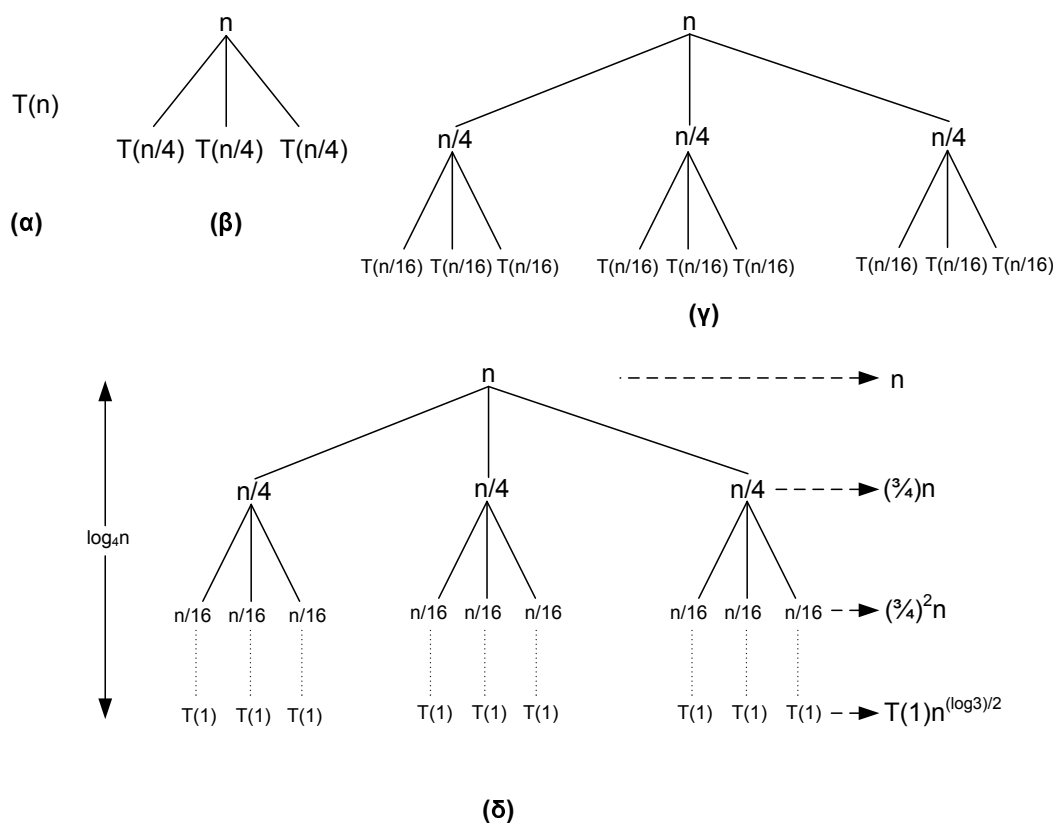 n
T(n)
T(n/4) T(n/4) T(n/4)
(α)
(β)
n
n/4 n/4 n/4
T(n/16) T(n/16) T(n/16) T(n/16) T(n/16) T(n/16) T(n/16) T(n/16) T(n/16)
(γ)
n n
n/4 n/4 n/4 (¾)n
log₄n
n/16 n/16 n/16 n/16 n/16 n/16 n/16 n/16 n/16 (¾)²n
T(1) T(1) T(1) T(1) T(1) T(1) T(1) T(1) T(1) T(1)n^(log3)/2
(δ)